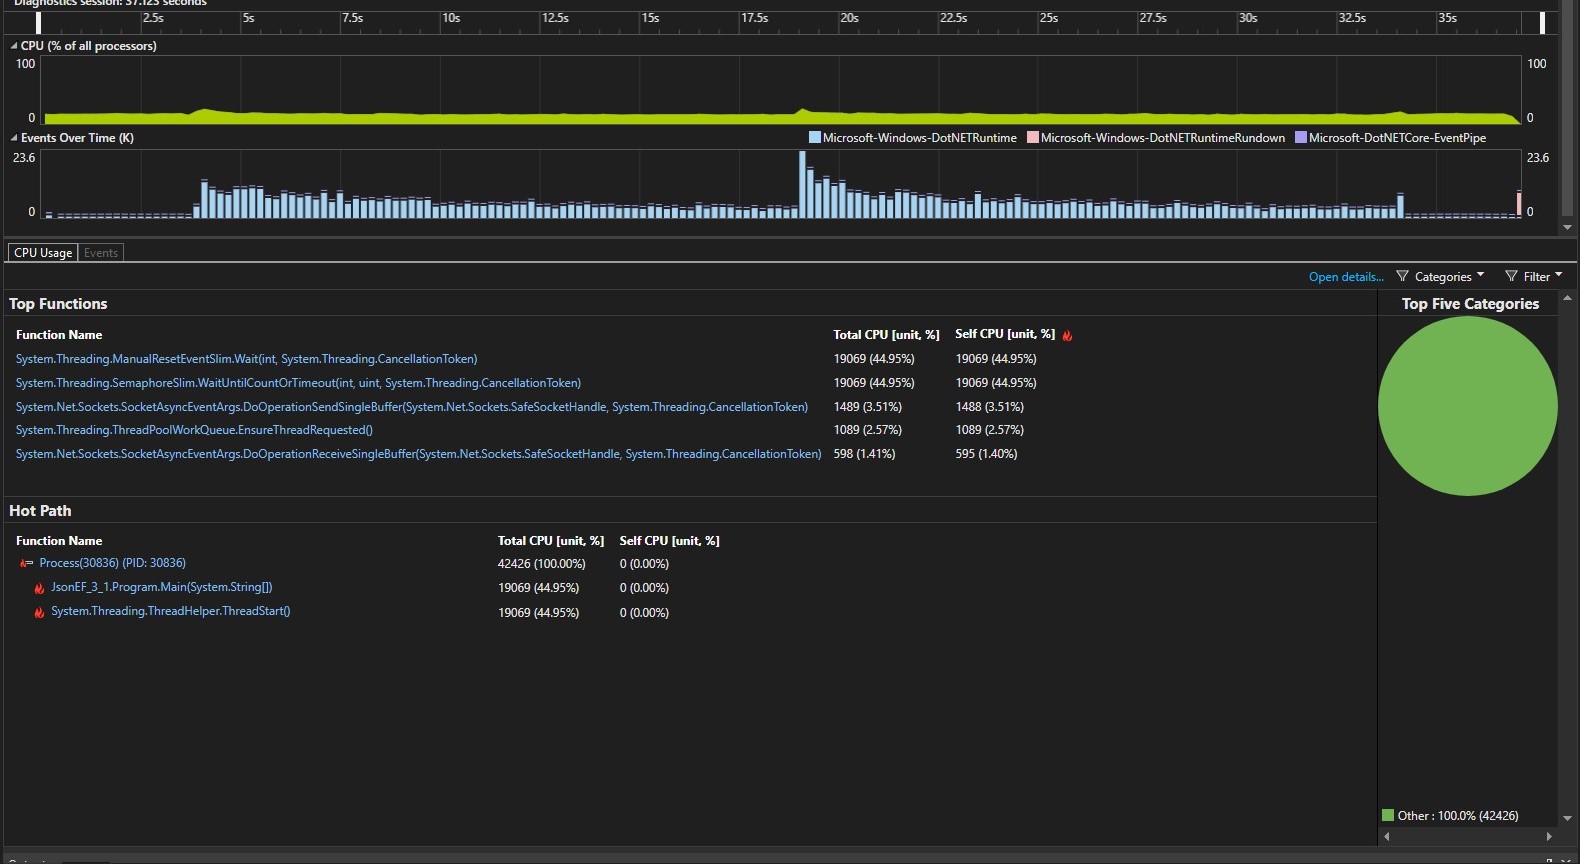 Diagnostics session: 37.123 seconds
2.5s 5s 7.5s 10s 12.5s 15s 17.5s 20s 22.5s 25s 27.5s 30s 32.5s 35s
CPU (% of all processors)
100 100
0 0
Events Over Time (K)
Microsoft-Windows-DotNETRuntime Microsoft-Windows-DotNETRuntimeRundown Microsoft-DotNETCore-EventPipe
23.6 23.6
0 0
CPU Usage Events
Open details... Categories Filter
Top Functions
Function Name Total CPU [unit, %] Self CPU [unit, %]
System.Threading.ManualResetEventSlim.Wait(int, System.Threading.CancellationToken) 19069 (44.95%) 19069 (44.95%)
System.Threading.SemaphoreSlim.WaitUntilCountOrTimeout(int, uint, System.Threading.CancellationToken) 19069 (44.95%) 19069 (44.95%)
System.Net.Sockets.SocketAsyncEventArgs.DoOperationSendSingleBuffer(System.Net.Sockets.SafeSocketHandle, System.Threading.CancellationToken) 1489 (3.51%) 1488 (3.51%)
System.Threading.ThreadPoolWorkQueue.EnsureThreadRequested() 1089 (2.57%) 1089 (2.57%)
System.Net.Sockets.SocketAsyncEventArgs.DoOperationReceiveSingleBuffer(System.Net.Sockets.SafeSocketHandle, System.Threading.CancellationToken) 598 (1.41%) 595 (1.40%)
Hot Path
Function Name Total CPU [unit, %] Self CPU [unit, %]
Process(30836) (PID: 30836) 42426 (100.00%) 0 (0.00%)
JsonEF_3_1.Program.Main(System.String[]) 19069 (44.95%) 0 (0.00%)
System.Threading.ThreadHelper.ThreadStart() 19069 (44.95%) 0 (0.00%)
Top Five Categories
Other : 100.0% (42426)